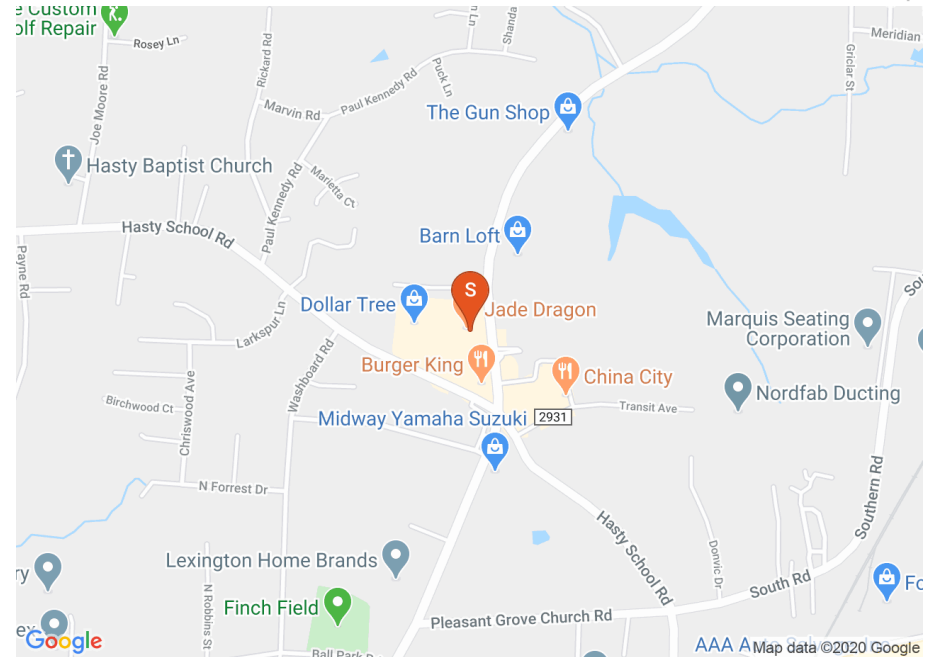 Custom
olf Repair
Rosey Ln
Rickard Rd
Puck Ln
Ln
Shanda
Meridian
Griclar St
Joe Moore Rd
Paul Kennedy Rd
Marvin Rd
The Gun Shop
Hasty Baptist Church
Paul Kennedy Rd
Marietta Ct
Hasty School Rd
Barn Loft
Payne Rd
S
Dollar Tree
Jade Dragon
Larkspur Ln
Washboard Rd
Marquis Seating
Corporation
Burger King
China City
Nordfab Ducting
Birchwood Ct
Chriswood Ave
Midway Yamaha Suzuki
2931
Transit Ave
N Forrest Dr
Southern Rd
Hasty School Rd
Donvic Dr
Lexington Home Brands
South Rd
N Robbins St
Finch Field
Pleasant Grove Church Rd
Google
AAA
Map data ©2020 Google